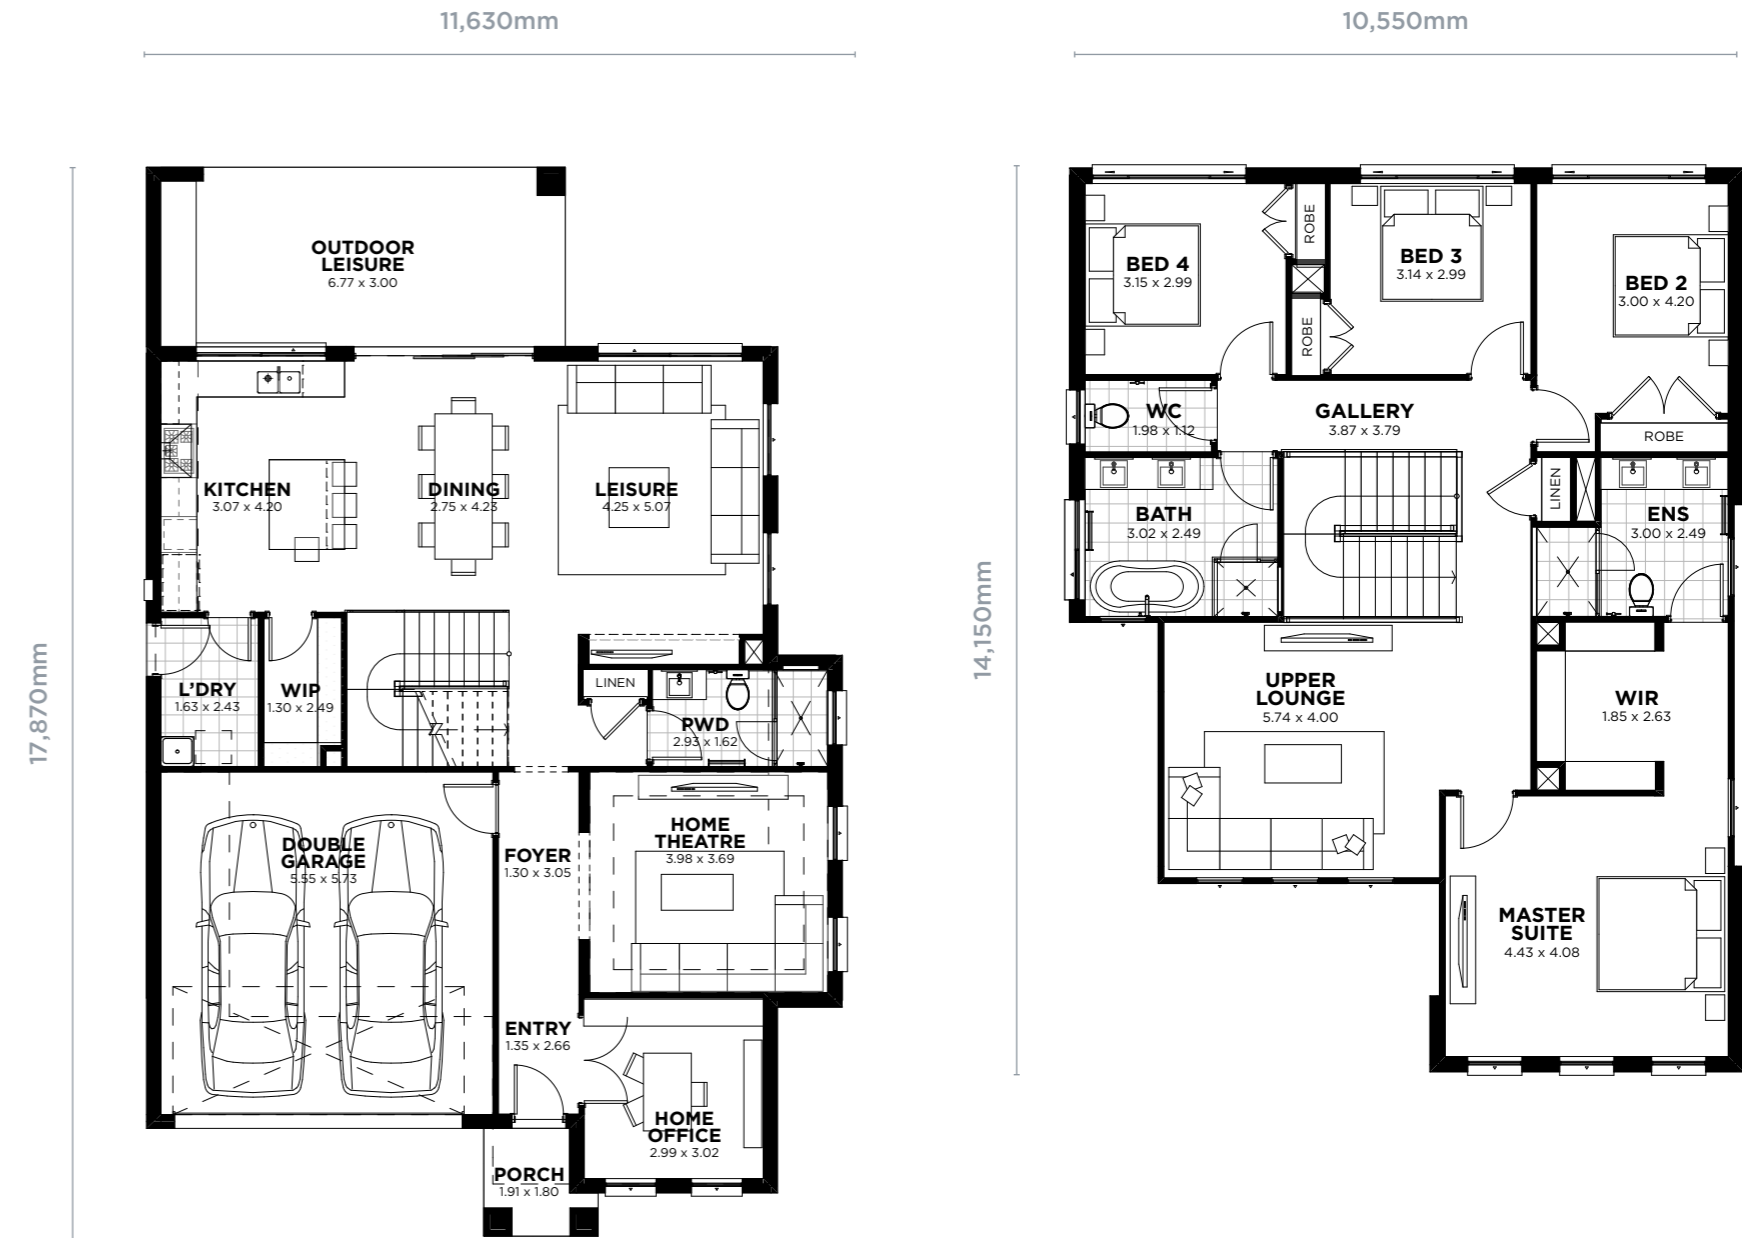 11,630mm
10,550mm
17,870mm
14,150mm
OUTDOOR
LEISURE
6.77 x 3.00
KITCHEN
3.07 x 4.20
DINING
2.75 x 4.23
LEISURE
4.25 x 5.07
L'DRY
1.63 x 2.43
WIP
1.30 x 2.49
LINEN
PWD
2.93 x 1.62
DOUBLE
GARAGE
5.55 x 5.73
FOYER
1.30 x 3.05
HOME
THEATRE
3.98 x 3.69
ENTRY
1.35 x 2.66
HOME
OFFICE
2.99 x 3.02
PORCH
1.91 x 1.80
BED 4
3.15 x 2.99
ROBE
ROBE
BED 3
3.14 x 2.99
BED 2
3.00 x 4.20
ROBE
WC
1.98 x 1.12
GALLERY
3.87 x 3.79
BATH
3.02 x 2.49
LINEN
ENS
3.00 x 2.49
UPPER
LOUNGE
5.74 x 4.00
WIR
1.85 x 2.63
MASTER
SUITE
4.43 x 4.08